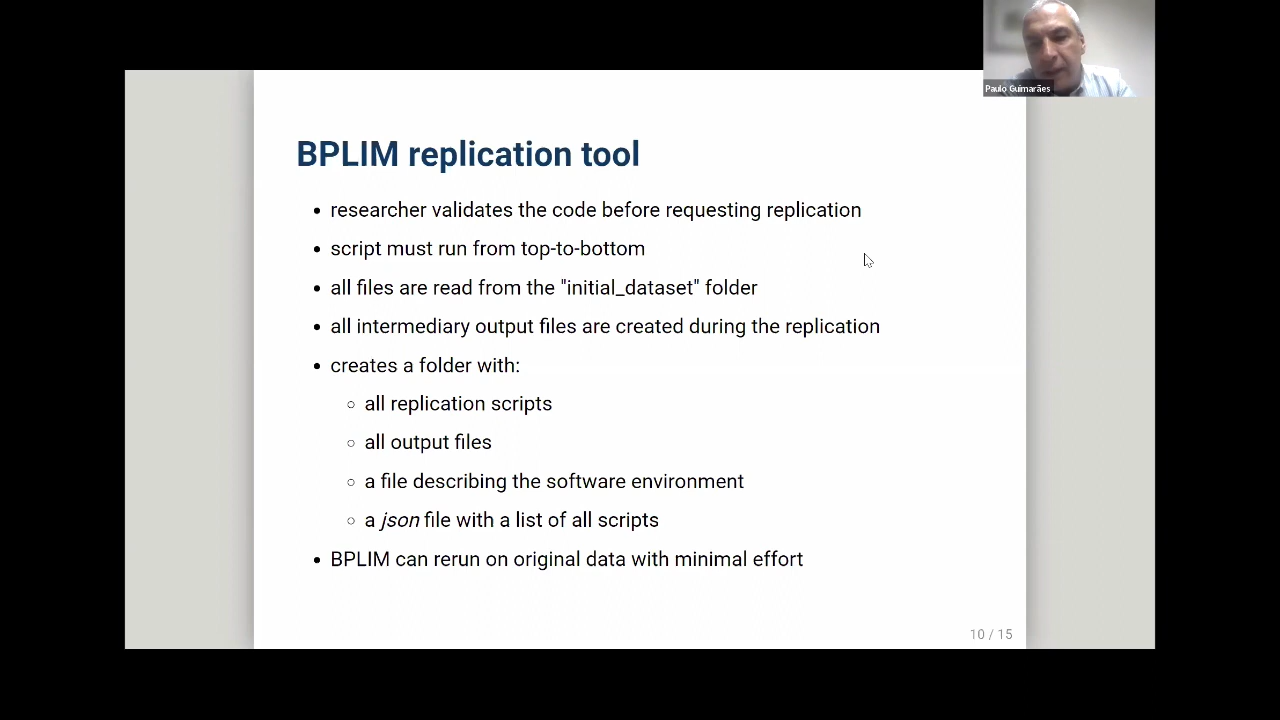 Paulo Guimarães
BPLIM replication tool
• researcher validates the code before requesting replication
• script must run from top-to-bottom
• all files are read from the "initial_dataset" folder
• all intermediary output files are created during the replication
• creates a folder with:
○ all replication scripts
○ all output files
○ a file describing the software environment
○ a json file with a list of all scripts
• BPLIM can rerun on original data with minimal effort
10 / 15